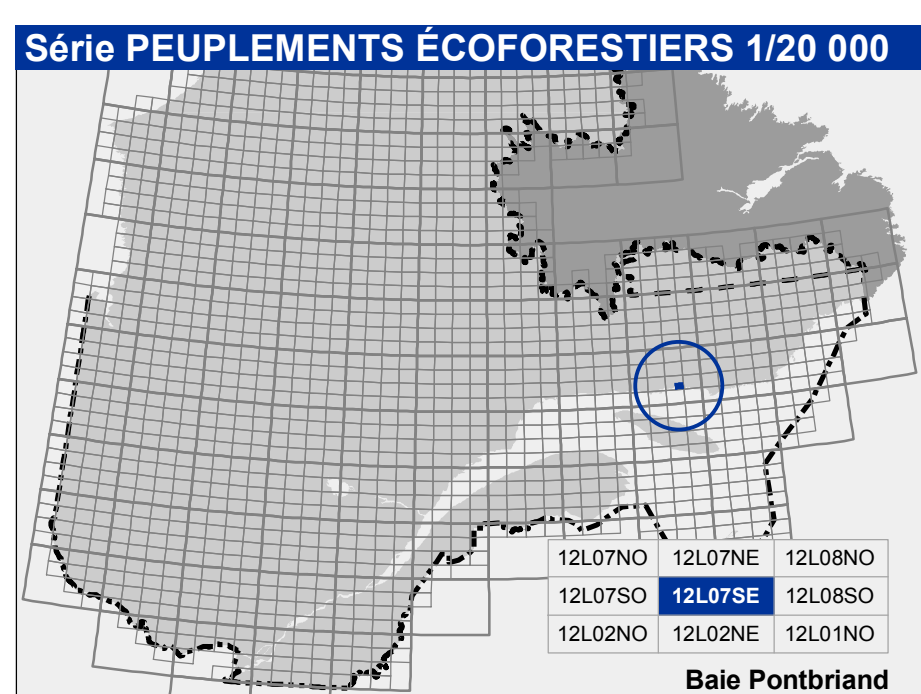 Série PEUPLEMENTS ÉCOFORESTIERS 1/20 000
12L07NO 12L07NE 12L08NO
12L07SO 12L07SE 12L08SO
12L02NO 12L02NE 12L01NO
Baie Pontbriand